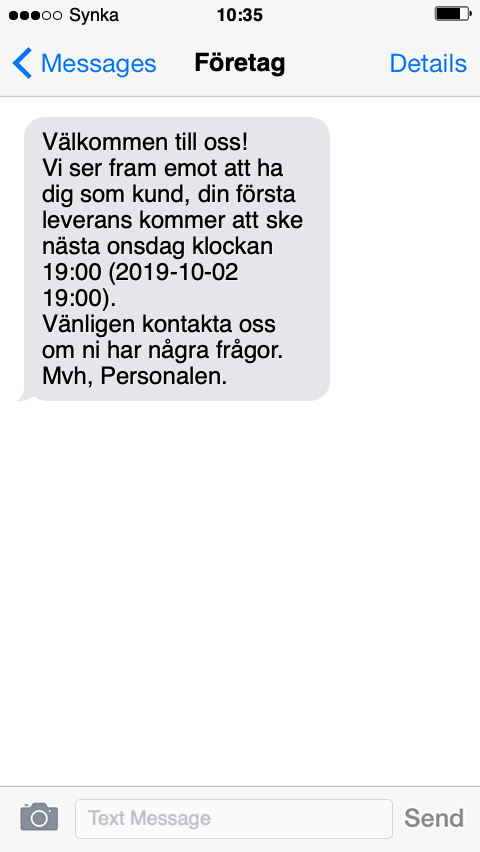 Synka 10:35
Messages Företag Details
Välkommen till oss!
Vi ser fram emot att ha
dig som kund, din första
leverans kommer att ske
nästa onsdag klockan
19:00 (2019-10-02
19:00).
Vänligen kontakta oss
om ni har några frågor.
Mvh, Personalen.
Text Message Send